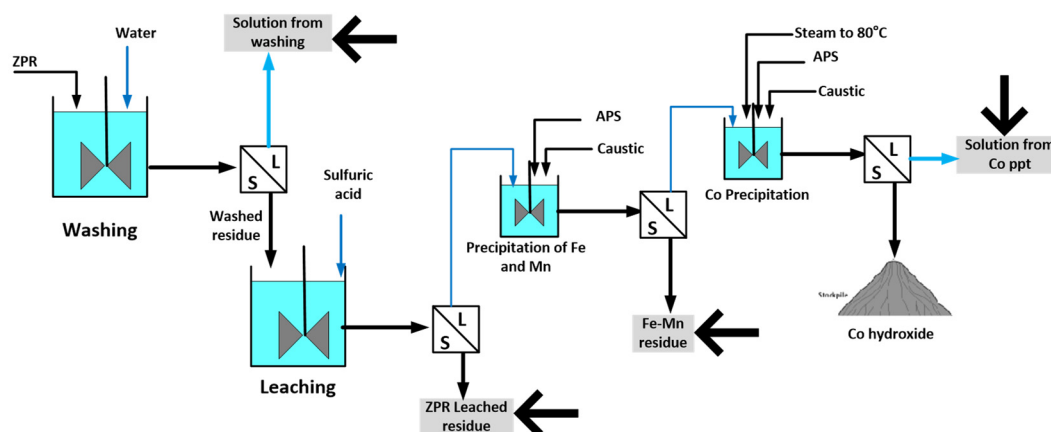 Water
ZPR
Solution from
washing
L
S
Washing
Washed
residue
Sulfuric
acid
Leaching
L
S
ZPR Leached
residue
APS
Caustic
Precipitation of Fe
and Mn
L
S
Fe-Mn
residue
Steam to 80°C
APS
Caustic
Co Precipitation
L
S
Solution from
Co ppt
Stockpile
Co hydroxide